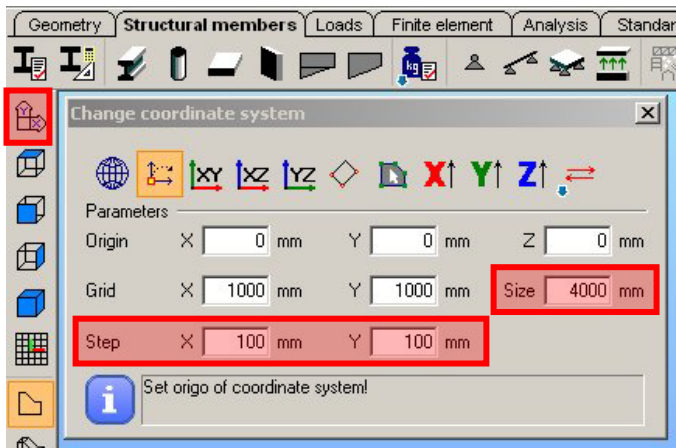 Geometry Structural members Loads Finite element Analysis Standar
kg
Y
X
Change coordinate system
XY XZ YZ X Y Z
Parameters
Origin X 0 mm Y 0 mm Z 0 mm
Grid X 1000 mm Y 1000 mm Size 4000 mm
Step X 100 mm Y 100 mm
i Set origo of coordinate system!